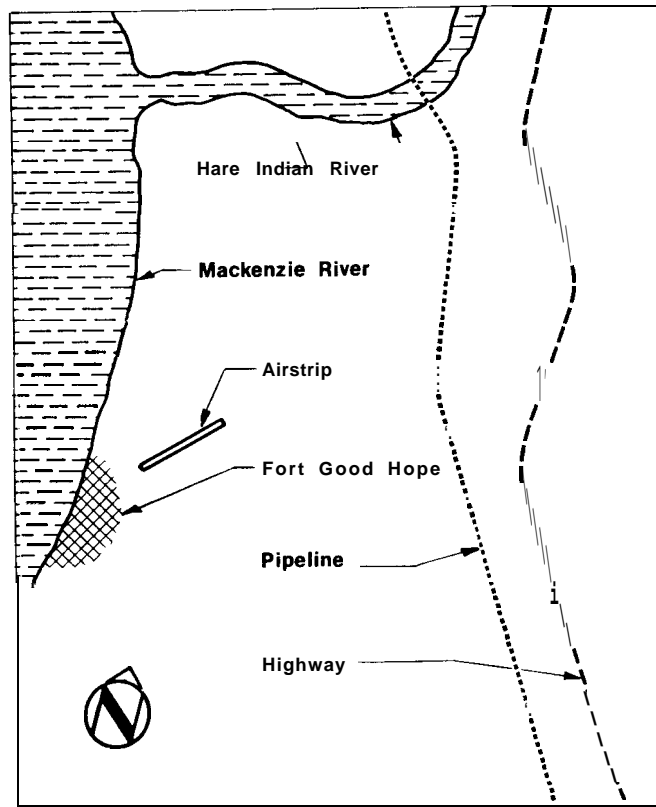 Hare Indian River
Mackenzie River
Airstrip
Fort Good Hope
Pipeline
Highway